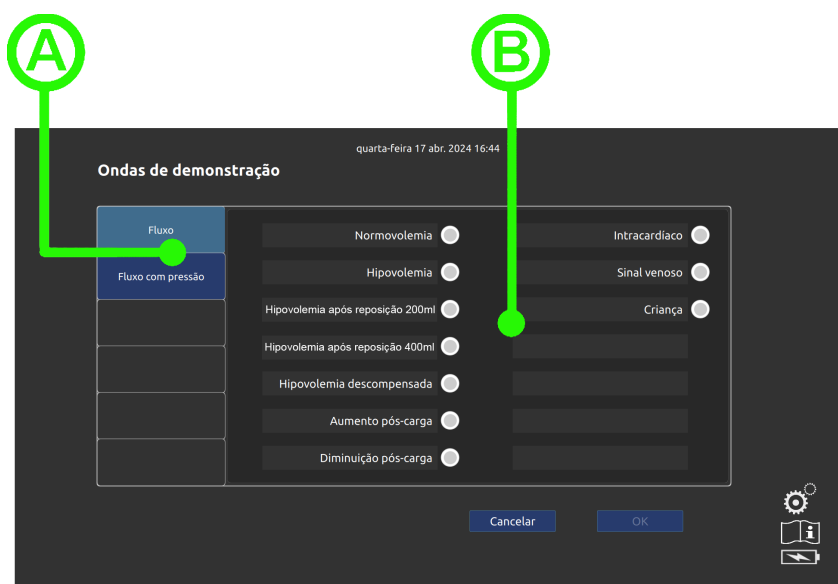 A
B
quarta-feira 17 abr. 2024 16:44
Ondas de demonstração
Fluxo
Fluxo com pressão
Normovolemia
Hipovolemia
Hipovolemia após reposição 200ml
Hipovolemia após reposição 400ml
Hipovolemia descompensada
Aumento pós-carga
Diminuição pós-carga
Intracardíaco
Sinal venoso
Criança
Cancelar
OK
i